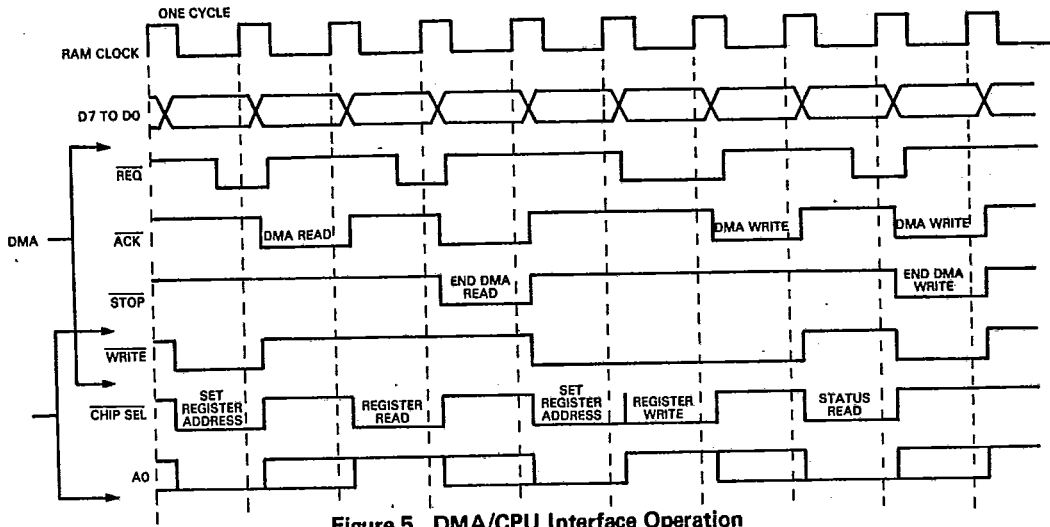 ONE CYCLE
RAM CLOCK
D7 TO D0
REQ
DMA
ACK
DMA READ
DMA WRITE
DMA WRITE
STOP
END DMA
READ
END DMA
WRITE
WRITE
CHIP SEL
SET
REGISTER
ADDRESS
REGISTER
READ
SET
REGISTER
ADDRESS
REGISTER
WRITE
STATUS
READ
A0
Figure 5. DMA/CPU Interface Operation